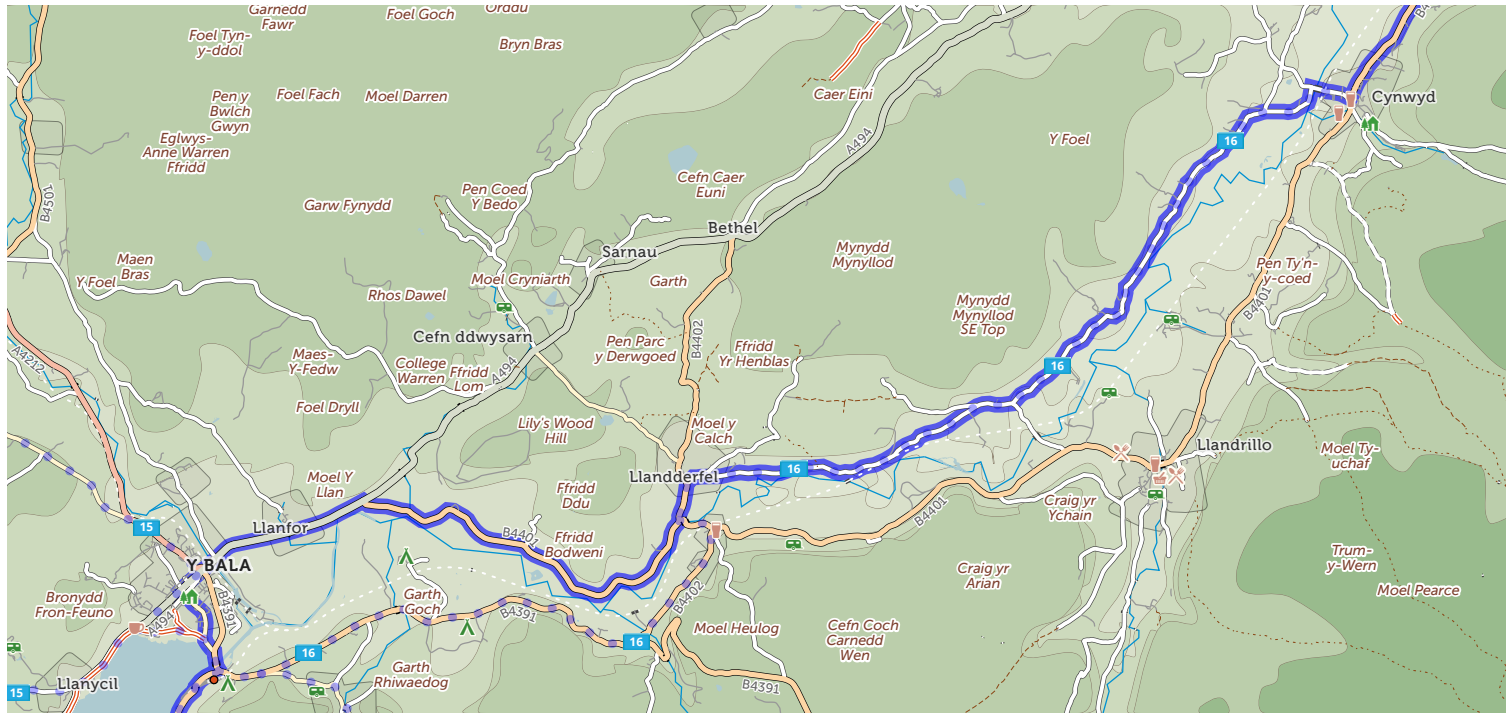 Garnedd
Fawr
Foel Goch
Orddu
Foel Tyn-
y-ddol
Bryn Bras
B4
Pen y
Bwlch
Gwyn
Foel Fach
Moel Darren
Caer Eini
Cynwyd
Eglwys-
Anne Warren
Ffridd
A494
Y Foel
16
Pen Coed
Y Bedo
Cefn Caer
Euni
B4501
Garw Fynydd
Bethel
Sarnau
Mynydd
Mynyllod
Maen
Bras
Y Foel
Moel Cryniarth
Garth
Pen Ty'n-
y-coed
Rhos Dawel
Mynydd
Mynyllod
SE Top
B4401
Cefn ddwysarn
B4402
Pen Parc
y Derwgoed
Ffridd
Yr Henblas
A4212
Maes-
Y-Fedw
College
Warren
Ffridd
Lom
A494
16
Foel Dryll
Lily's Wood
Hill
Moel y
Calch
Llandrillo
Moel Ty-
uchaf
Moel Y
Llan
Llandderfel
16
Ffridd
Ddu
Craig yr
Ychain
B4401
15
Llanfor
B4401
Ffridd
Bodweni
Y BALA
Trum-
y-Wern
Craig yr
Arian
Moel Pearce
Bronydd
Fron-Feuno
A494
B4391
Garth
Goch
B4391
B4402
Moel Heulog
Cefn Coch
Carnedd
Wen
16
16
Garth
Rhiwaedog
B4391
Llanycil
15